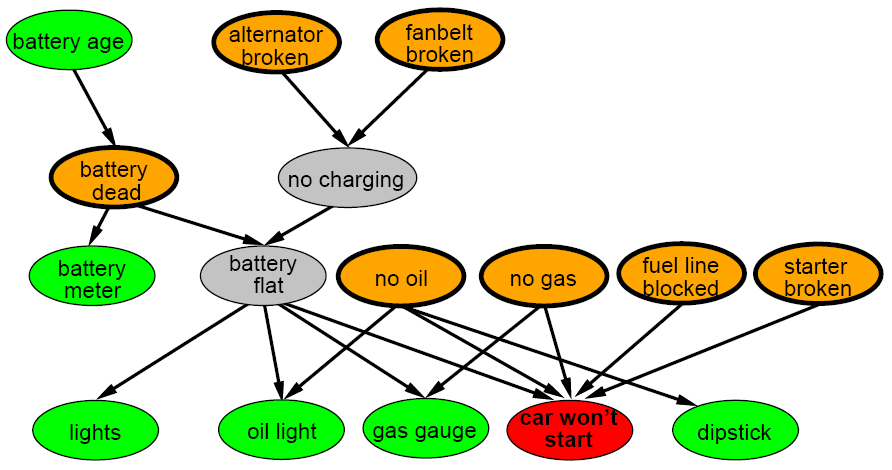 battery age
alternator
broken
fanbelt
broken
battery
dead
no charging
battery
meter
battery
flat
no oil
no gas
fuel line
blocked
starter
broken
lights
oil light
gas gauge
car won't
start
dipstick